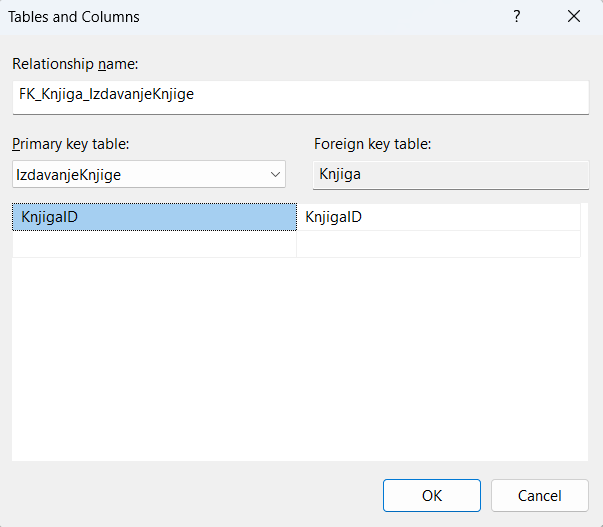 Tables and Columns
?
Relationship name:
FK_Knjiga_IzdavanjeKnjige
Primary key table:
Foreign key table:
IzdavanjeKnjige
Knjiga
KnjigaID
KnjigaID
OK
Cancel